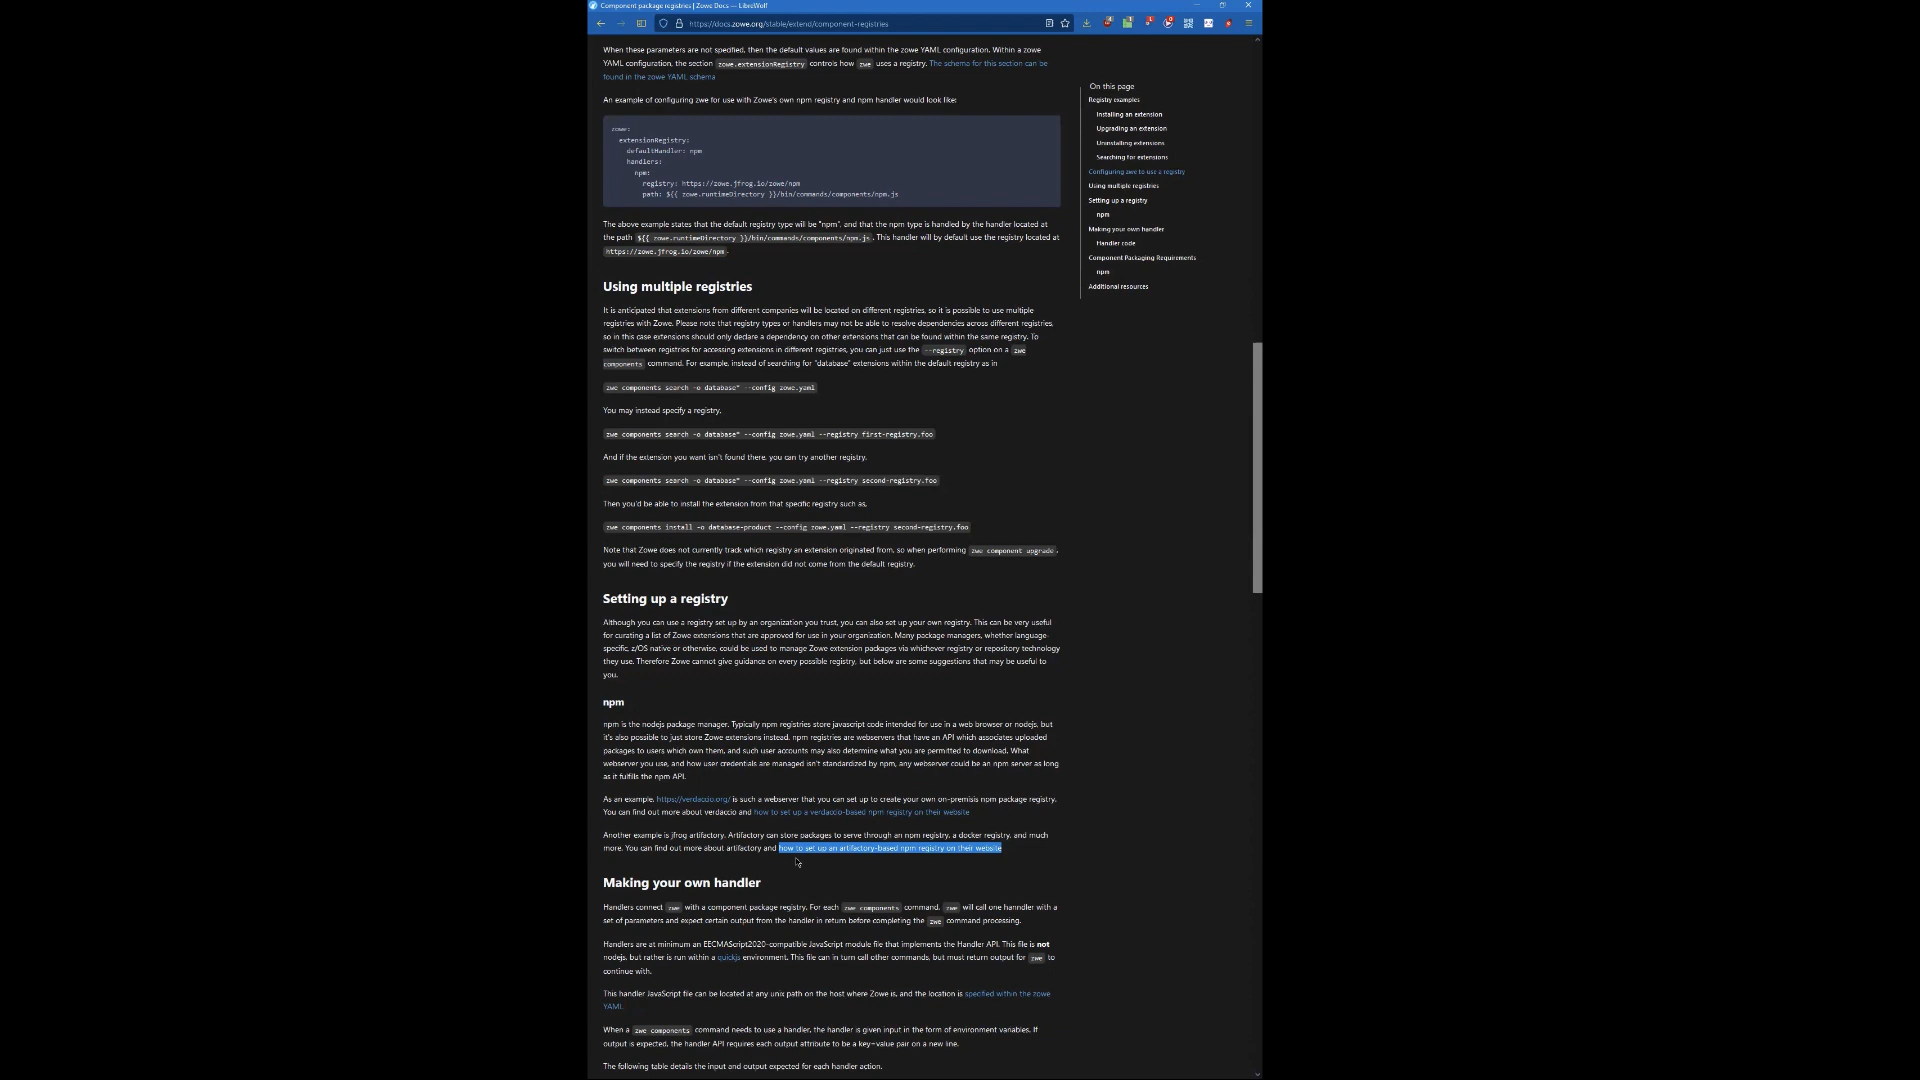 Component package registries | Zowe Docs — LibreWolf
https://docs.zowe.org/stable/extend/component-registries
When these parameters are not specified, then the default values are found within the zowe YAML configuration. Within a zowe
YAML configuration, the section zowe.extensionRegistry controls how zwe uses a registry. The schema for this section can be
found in the zowe YAML schema
An example of configuring zwe for use with Zowe's own npm registry and npm handler would look like:
zowe:
extensionRegistry:
defaultHandler: npm
handlers:
npm:
registry: https://zowe.jfrog.io/zowe/npm
path: ${{ zowe.runtimeDirectory }}/bin/commands/components/npm.js
The above example states that the default registry type will be "npm", and that the npm type is handled by the handler located at
the path ${{ zowe.runtimeDirectory }}/bin/commands/components/npm.js. This handler will by default use the registry located at
https://zowe.jfrog.io/zowe/npm.
Using multiple registries
It is anticipated that extensions from different companies will be located on different registries, so it is possible to use multiple
registries with Zowe. Please note that registry types or handlers may not be able to resolve dependencies across different registries,
so in this case extensions should only declare a dependency on other extensions that can be found within the same registry. To
switch between registries for accessing extensions in different registries, you can just use the --registry option on a zwe
components command. For example, instead of searching for "database" extensions within the default registry as in
zwe components search -o database* --config zowe.yaml
You may instead specify a registry,
zwe components search -o database* --config zowe.yaml --registry first-registry.foo
And if the extension you want isn't found there, you can try another registry,
zwe components search -o database* --config zowe.yaml --registry second-registry.foo
Then you'd be able to install the extension from that specific registry such as,
zwe components install -o database-product --config zowe.yaml --registry second-registry.foo
Note that Zowe does not currently track which registry an extension originated from, so when performing zwe component upgrade,
you will need to specify the registry if the extension did not come from the default registry.
Setting up a registry
Although you can use a registry set up by an organization you trust, you can also set up your own registry. This can be very useful
for curating a list of Zowe extensions that are approved for use in your organization. Many package managers, whether language-
specific, z/OS native or otherwise, could be used to manage Zowe extension packages via whichever registry or repository technology
they use. Therefore Zowe cannot give guidance on every possible registry, but below are some suggestions that may be useful to
you.
npm
npm is the nodejs package manager. Typically npm registries store javascript code intended for use in a web browser or nodejs, but
it's also possible to just store Zowe extensions instead. npm registries are webservers that have an API which associates uploaded
packages to users which own them, and such user accounts may also determine what you are permitted to download. What
webserver you use, and how user credentials are managed isn't standardized by npm, any webserver could be an npm server as long
as it fulfills the npm API.
As an example, https://verdaccio.org/ is such a webserver that you can set up to create your own on-premisis npm package registry.
You can find out more about verdaccio and how to set up a verdaccio-based npm registry on their website
Another example is jfrog artifactory. Artifactory can store packages to serve through an npm registry, a docker registry, and much
more. You can find out more about artifactory and how to set up an artifactory-based npm registry on their website
Making your own handler
Handlers connect zwe with a component package registry. For each zwe components command, zwe will call one hanndler with a
set of parameters and expect certain output from the handler in return before completing the zwe command processing.
Handlers are at minimum an EECMAScript2020-compatible JavaScript module file that implements the Handler API. This file is not
nodejs, but rather is run within a quickjs environment. This file can in turn call other commands, but must return output for zwe to
continue with.
This handler JavaScript file can be located at any unix path on the host where Zowe is, and the location is specified within the zowe
YAML.
When a zwe components command needs to use a handler, the handler is given input in the form of environment variables. If
output is expected, the handler API requires each output attribute to be a key=value pair on a new line.
The following table details the input and output expected for each handler action.
On this page
Registry examples
Installing an extension
Upgrading an extension
Uninstalling extensions
Searching for extensions
Configuring zwe to use a registry
Using multiple registries
Setting up a registry
npm
Making your own handler
Handler code
Component Packaging Requirements
npm
Additional resources